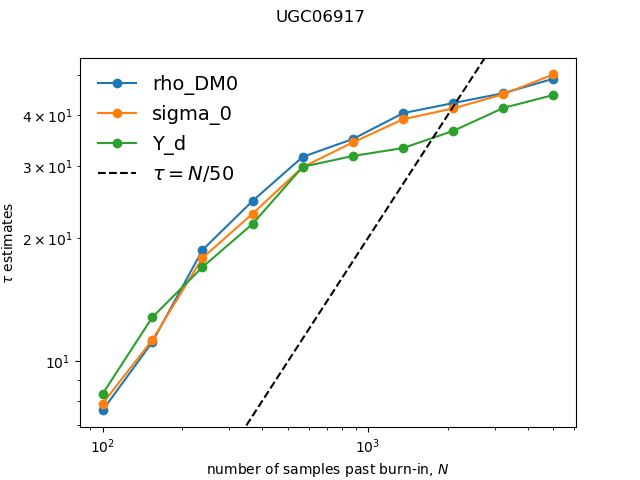 UGC06917
rho_DM0
sigma_0
Y_d
τ = N/50
4 × 10¹
3 × 10¹
2 × 10¹
10¹
τ estimates
10² 10³
number of samples past burn-in, N